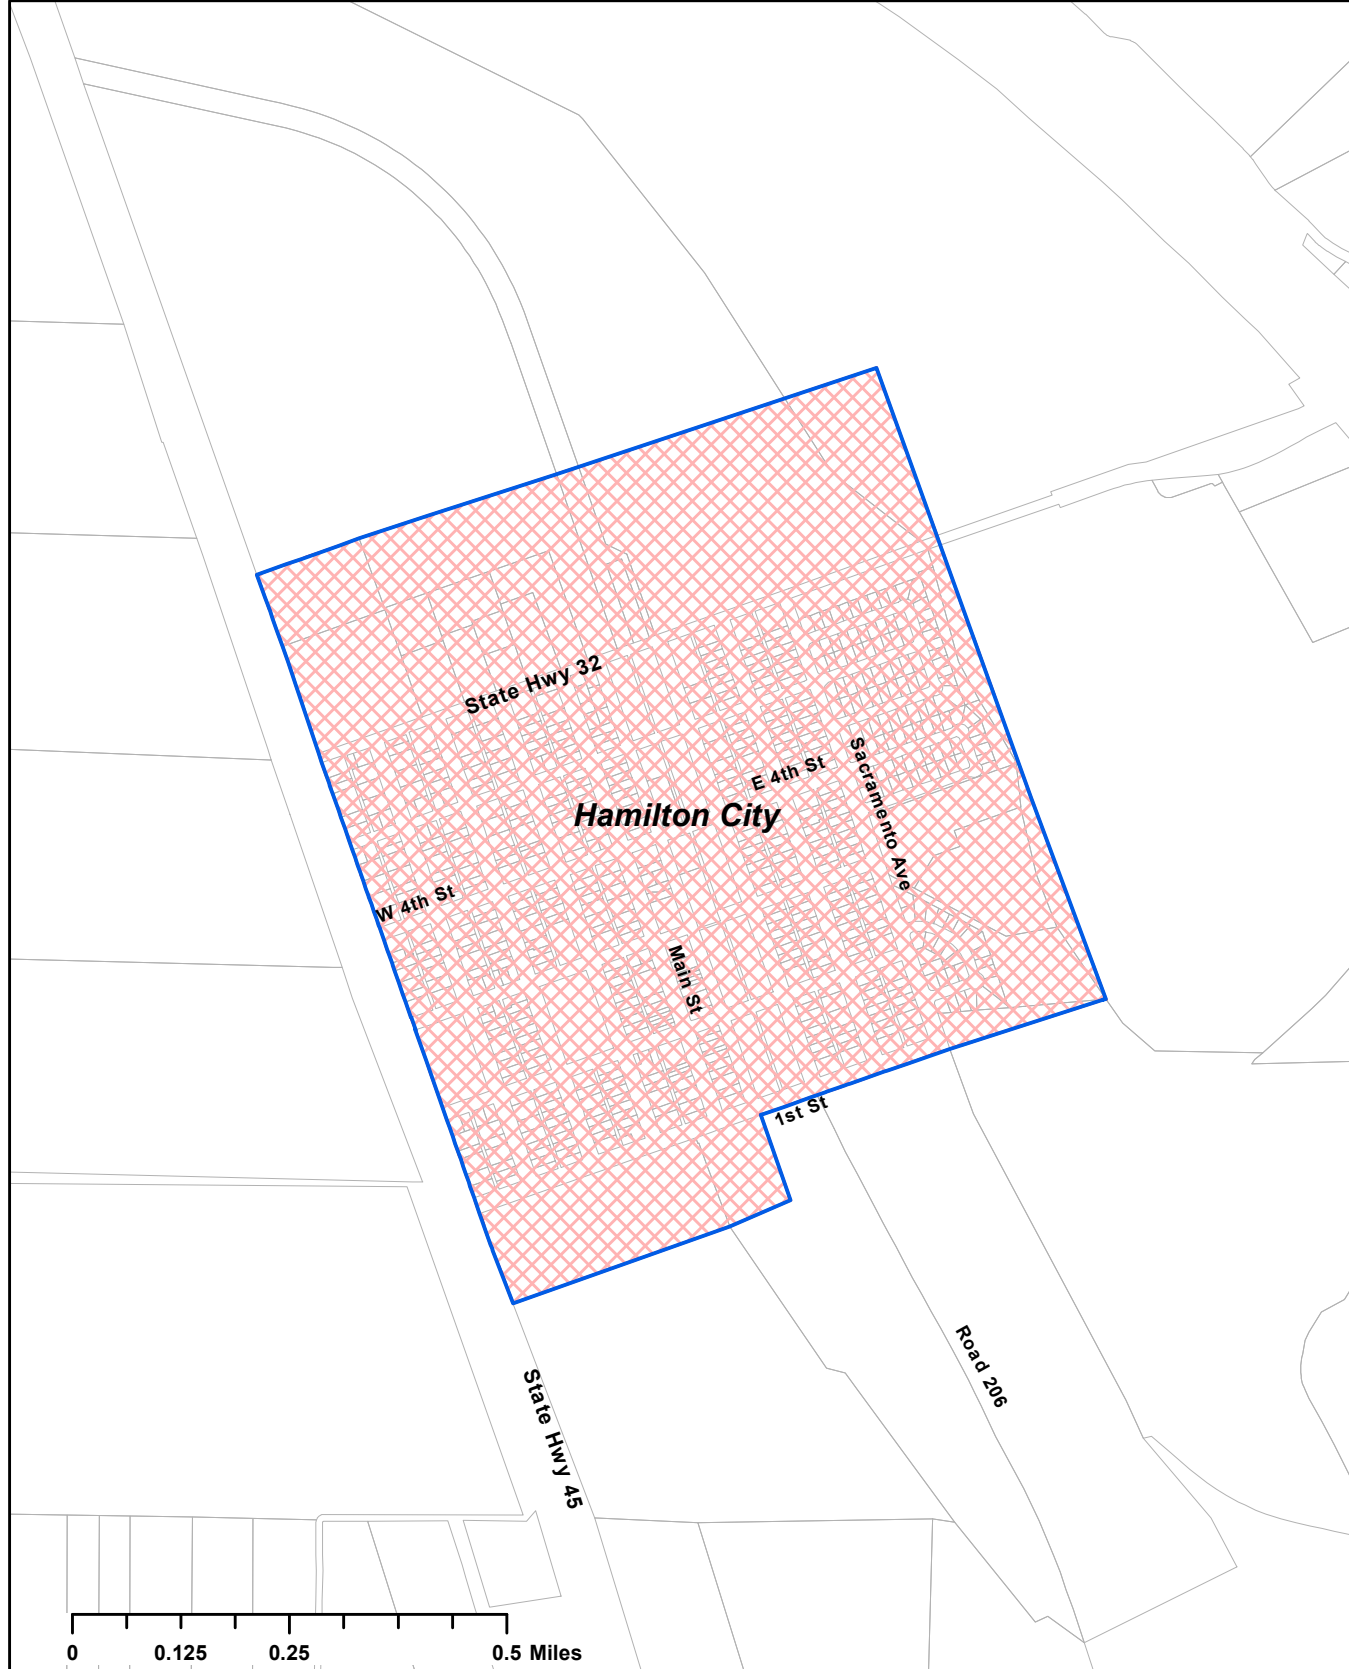 State Hwy 32
E 4th St
Sacramento Ave
Hamilton City
W 4th St
Main St
1st St
Road 206
State Hwy 45
0 0.125 0.25 0.5 Miles